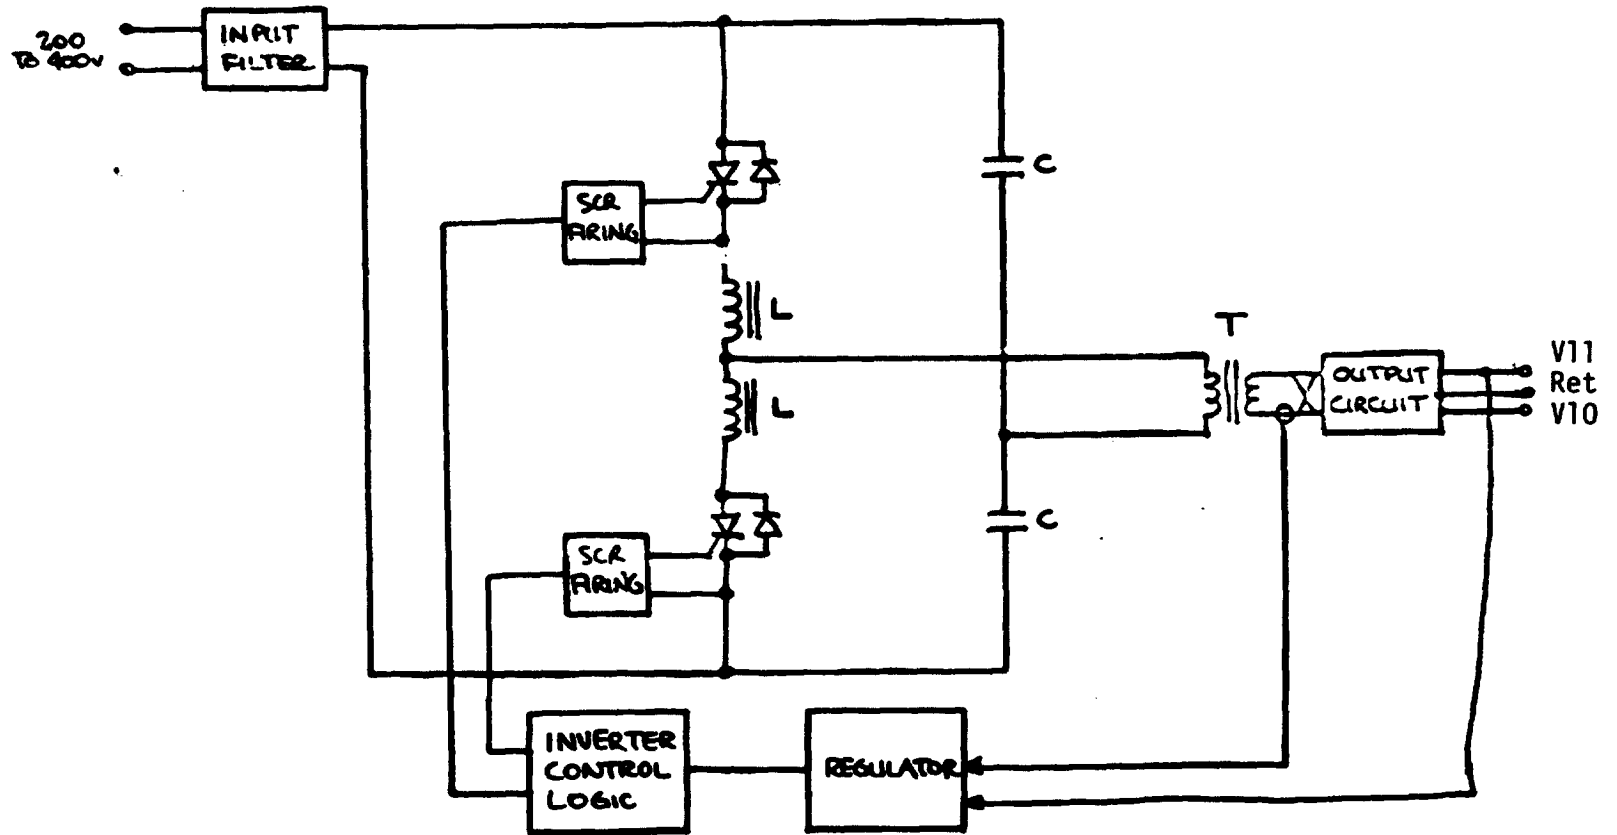 200
TO 400V
INPUT
FILTER
C
SCR
FIRING
L
T
L
V11
Ret
V10
OUTPUT
CIRCUIT
C
SCR
FIRING
INVERTER
CONTROL
LOGIC
REGULATOR